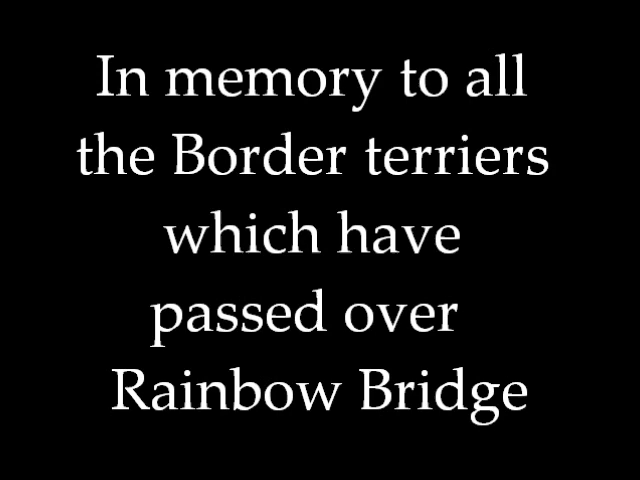 In memory to all
the Border terriers
which have
passed over
Rainbow Bridge